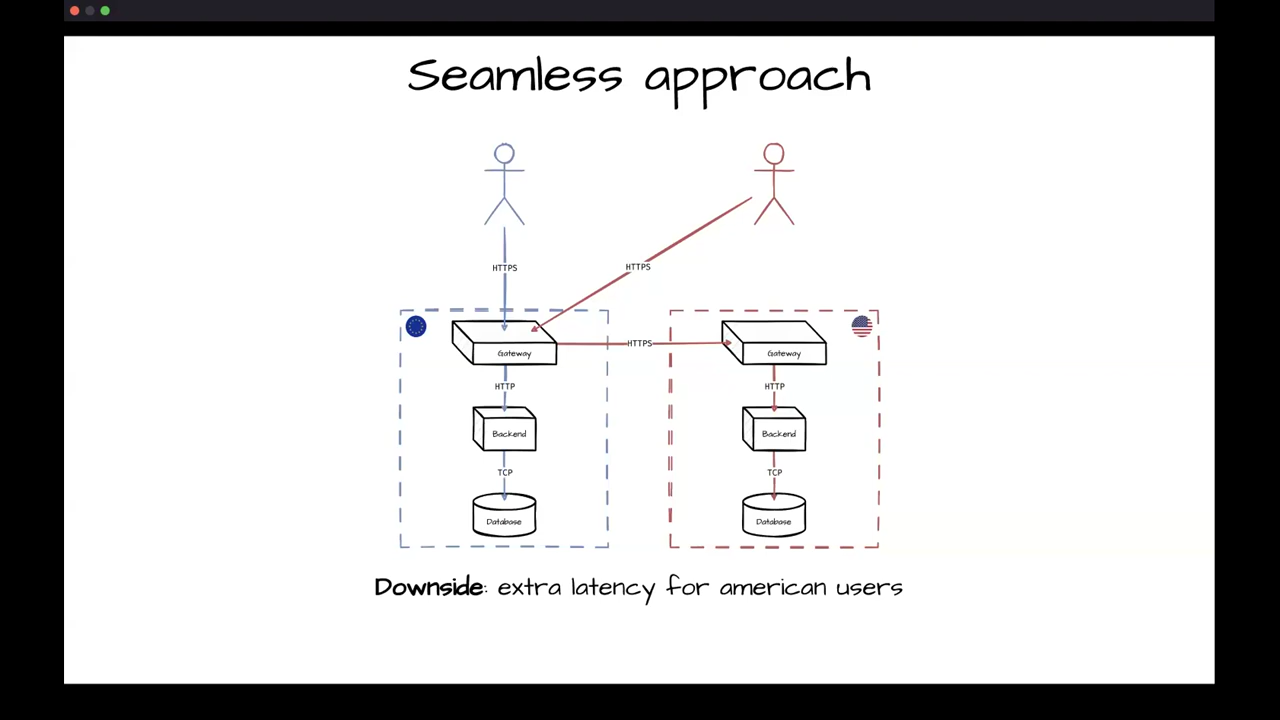 Seamless approach
HTTPS
HTTPS
HTTPS
Gateway
Gateway
HTTP
HTTP
Backend
Backend
TCP
TCP
Database
Database
Downside: extra latency for american users